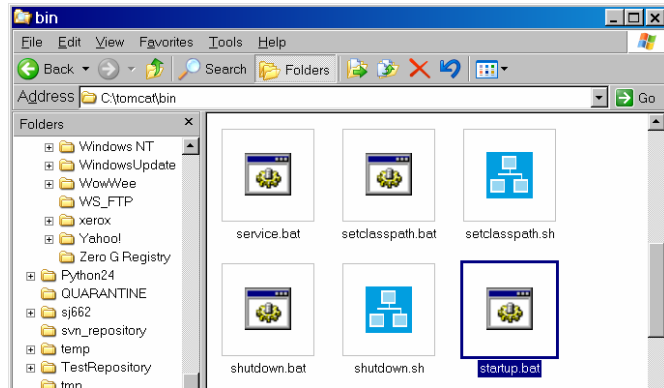 bin
File Edit View Favorites Tools Help
Back Search Folders
Address C:\tomcat\bin Go
Folders x
Windows NT
WindowsUpdate
WowWee
WS_FTP
xerox
Yahoo!
Zero G Registry
Python24
QUARANTINE
sj662
svn_repository
temp
TestRepository
tmp
service.bat setclasspath.bat setclasspath.sh
shutdown.bat shutdown.sh startup.bat